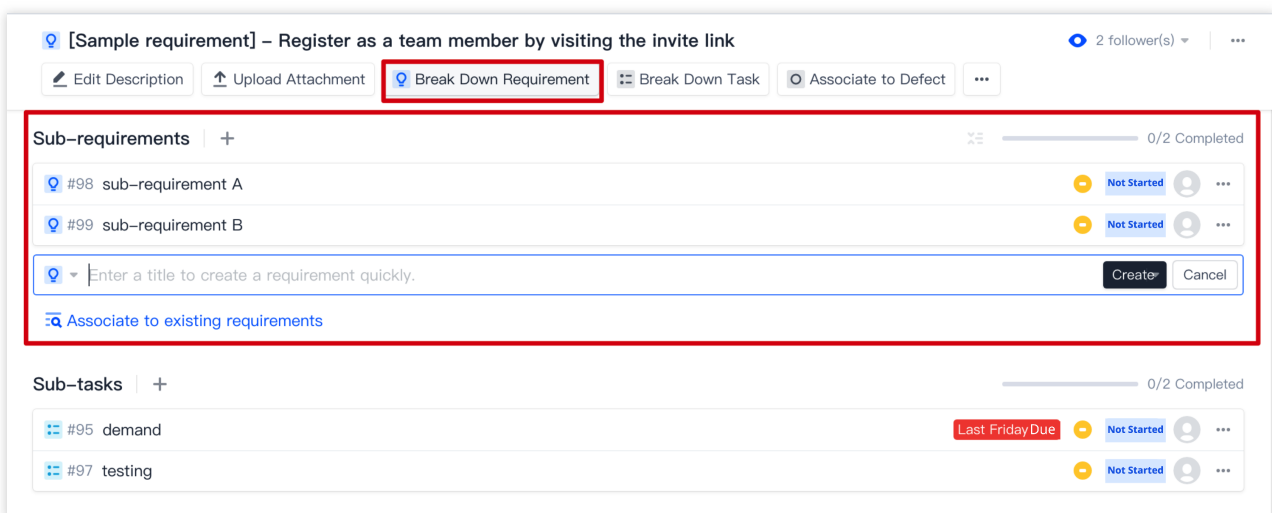 [Sample requirement] – Register as a team member by visiting the invite link
2 follower(s)
Edit Description
Upload Attachment
Break Down Requirement
Break Down Task
Associate to Defect
Sub-requirements
0/2 Completed
#98 sub-requirement A
Not Started
#99 sub-requirement B
Not Started
Enter a title to create a requirement quickly.
Create
Cancel
Associate to existing requirements
Sub-tasks
0/2 Completed
#95 demand
Last Friday Due
Not Started
#97 testing
Not Started